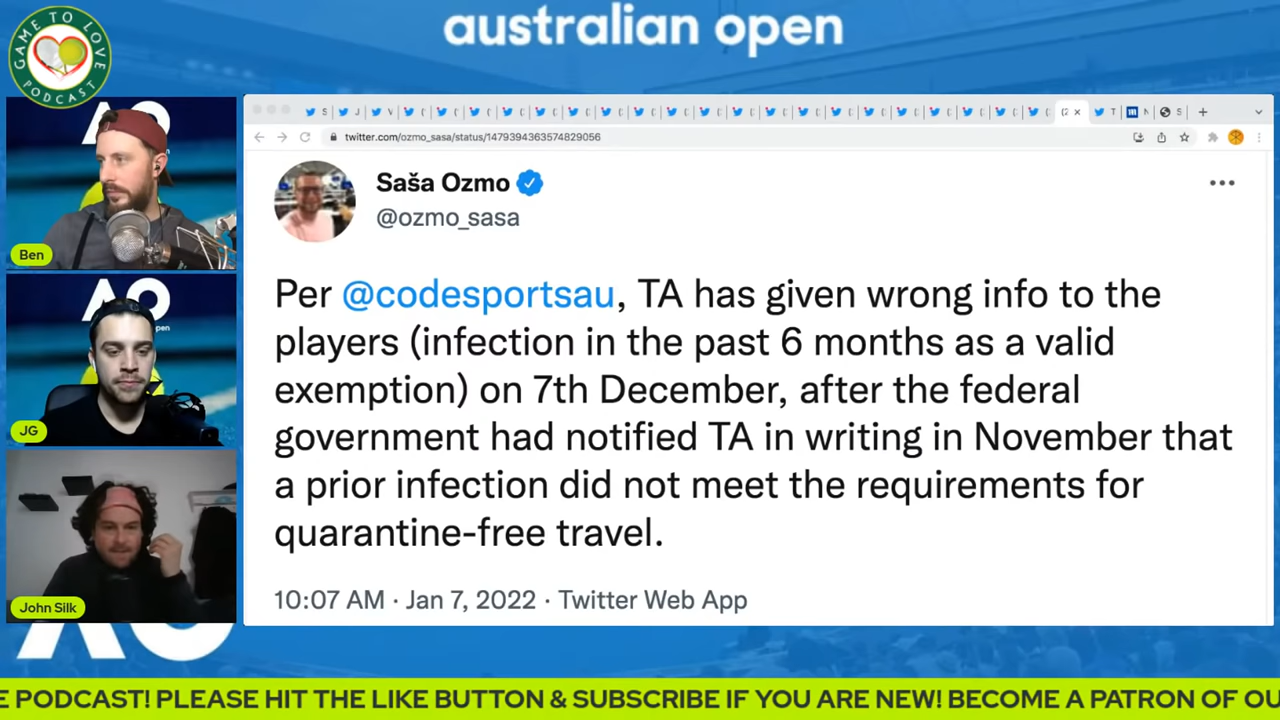 australian open
GAME TO LOVE
PODCAST
AO
Ben
AO
open
JG
John Silk
AO
twitter.com/ozmo_sasa/status/1479394363574829056
Saša Ozmo
@ozmo_sasa
Per @codesportsau, TA has given wrong info to the
players (infection in the past 6 months as a valid
exemption) on 7th December, after the federal
government had notified TA in writing in November that
a prior infection did not meet the requirements for
quarantine-free travel.
10:07 AM · Jan 7, 2022 · Twitter Web App
E PODCAST! PLEASE HIT THE LIKE BUTTON & SUBSCRIBE IF YOU ARE NEW! BECOME A PATRON OF OU